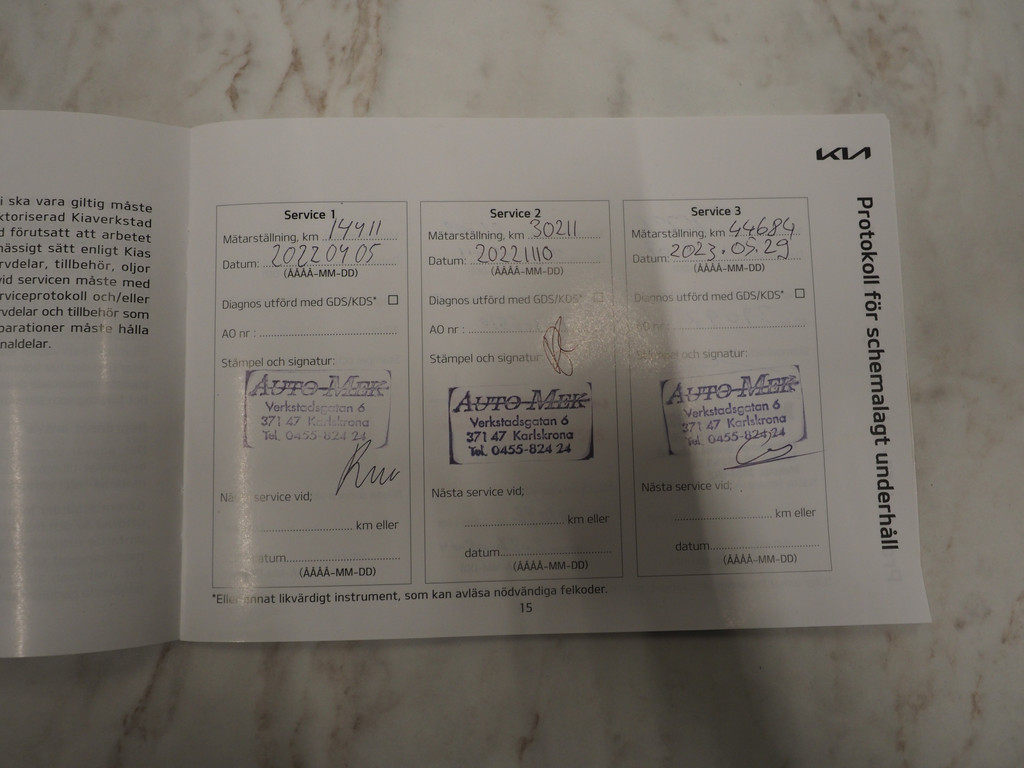 i ska vara giltig måste
ktoriserad Kiaverkstad
d förutsatt att arbetet
nässigt sätt enligt Kias
rvdelar, tillbehör, oljor
vid servicen måste med
rviceprotokoll och/eller
vdelar och tillbehör som
parationer måste hålla
naldelar.
KIA
Protokoll för schemalagt underhåll
Service 1
Mätarställning, km 14411
Datum: 2022 04 05
(ÅÅÅÅ-MM-DD)
Diagnos utförd med GDS/KDS* ☐
AO nr :
Stämpel och signatur:
AUTO-MEK
Verkstadsgatan 6
371 47 Karlskrona
Tel. 0455-824 24
Nästa service vid;
km eller
datum
(ÅÅÅÅ-MM-DD)
Service 2
Mätarställning, km 30211
Datum: 20221110
(ÅÅÅÅ-MM-DD)
Diagnos utförd med GDS/KDS* ☐
AO nr :
Stämpel och signatur:
AUTO-MEK
Verkstadsgatan 6
371 47 Karlskrona
Tel. 0455-824 24
Nästa service vid;
km eller
datum
(ÅÅÅÅ-MM-DD)
Service 3
Mätarställning, km 44684
Datum: 2023.05.29
(ÅÅÅÅ-MM-DD)
Diagnos utförd med GDS/KDS* ☐
AO nr :
Stämpel och signatur:
AUTO-MEK
Verkstadsgatan 6
371 47 Karlskrona
Tel. 0455-824 24
Nästa service vid;
km eller
datum
(ÅÅÅÅ-MM-DD)
*Eller annat likvärdigt instrument, som kan avläsa nödvändiga felkoder.
15